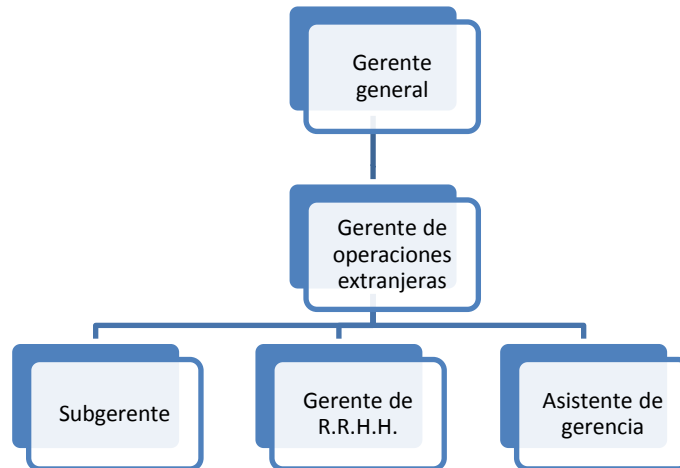 Gerente
general
Gerente de
operaciones
extranjeras
Subgerente
Gerente de
R.R.H.H.
Asistente de
gerencia